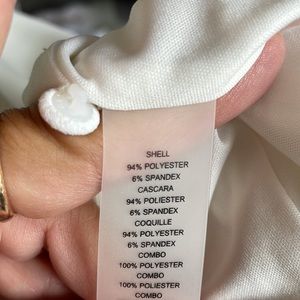 SHELL
94% POLYESTER
6% SPANDEX
CASCARA
94% POLIESTER
6% SPANDEX
COQUILLE
94% POLYESTER
6% SPANDEX
COMBO
100% POLYESTER
COMBO
100% POLIESTER
COMBO